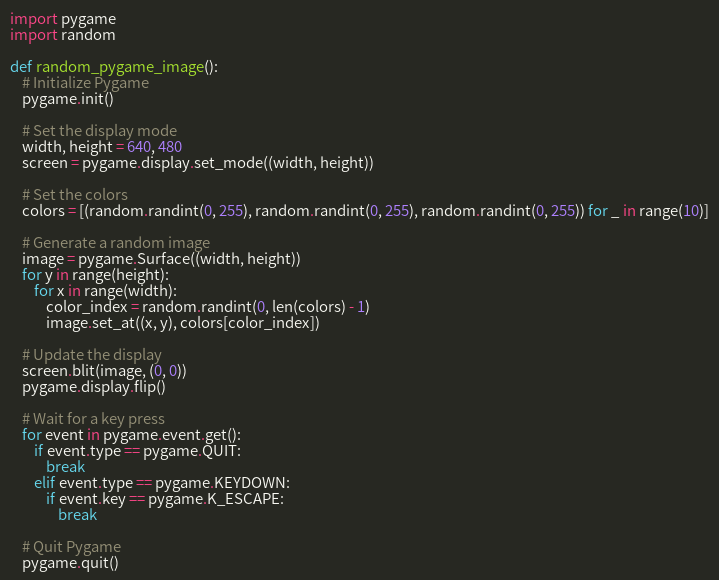 import pygame
import random
def random_pygame_image():
# Initialize Pygame
pygame.init()
# Set the display mode
width, height = 640, 480
screen = pygame.display.set_mode((width, height))
# Set the colors
colors = [(random.randint(0, 255), random.randint(0, 255), random.randint(0, 255)) for _ in range(10)]
# Generate a random image
image = pygame.Surface((width, height))
for y in range(height):
for x in range(width):
color_index = random.randint(0, len(colors) - 1)
image.set_at((x, y), colors[color_index])
# Update the display
screen.blit(image, (0, 0))
pygame.display.flip()
# Wait for a key press
for event in pygame.event.get():
if event.type == pygame.QUIT:
break
elif event.type == pygame.KEYDOWN:
if event.key == pygame.K_ESCAPE:
break
# Quit Pygame
pygame.quit()